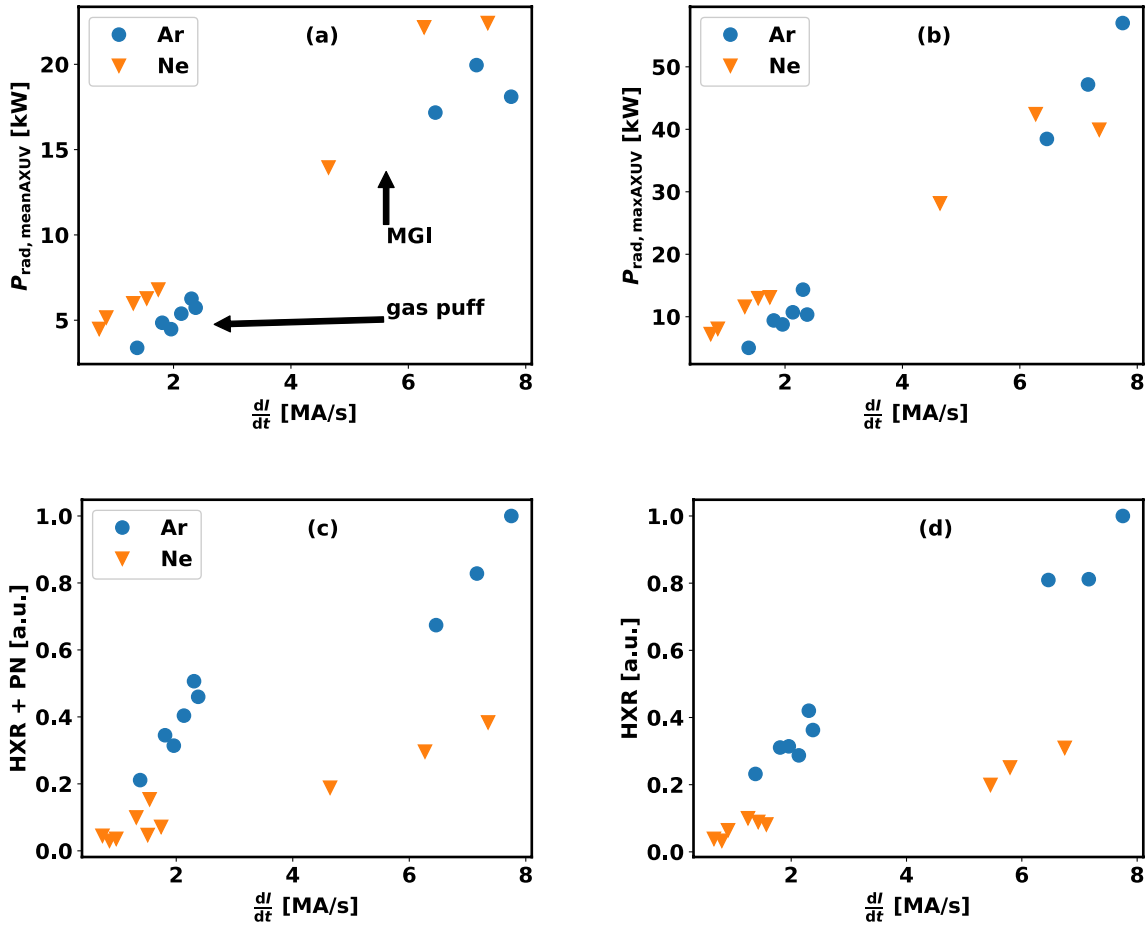 (a)
Ar
Ne
MGI
gas puff
20
15
10
5
P_rad, meanAXUV [kW]
2 4 6 8
dI/dt [MA/s]
(b)
Ar
Ne
50
40
30
20
10
P_rad, maxAXUV [kW]
2 4 6 8
dI/dt [MA/s]
(c)
Ar
Ne
1.0
0.8
0.6
0.4
0.2
0.0
HXR + PN [a.u.]
2 4 6 8
dI/dt [MA/s]
(d)
1.0
0.8
0.6
0.4
0.2
0.0
HXR [a.u.]
2 4 6 8
dI/dt [MA/s]